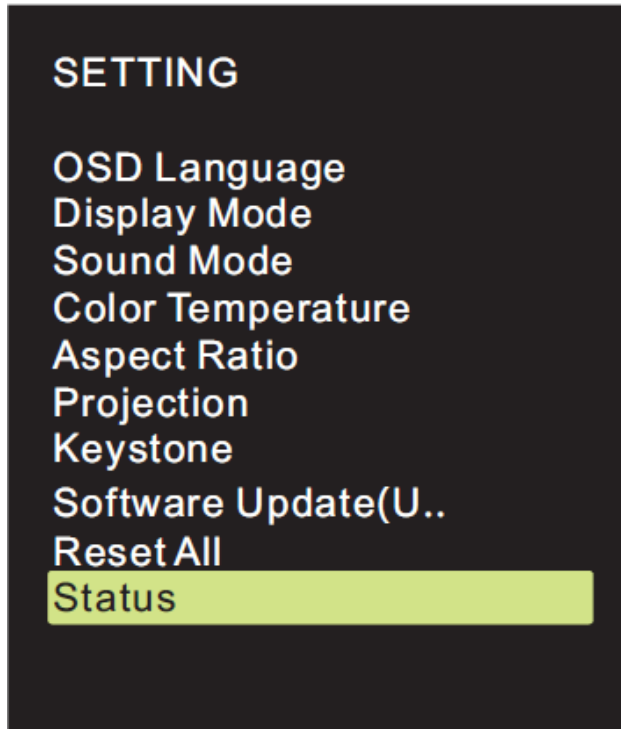 SETTING
OSD Language
Display Mode
Sound Mode
Color Temperature
Aspect Ratio
Projection
Keystone
Software Update(U..
Reset All
Status